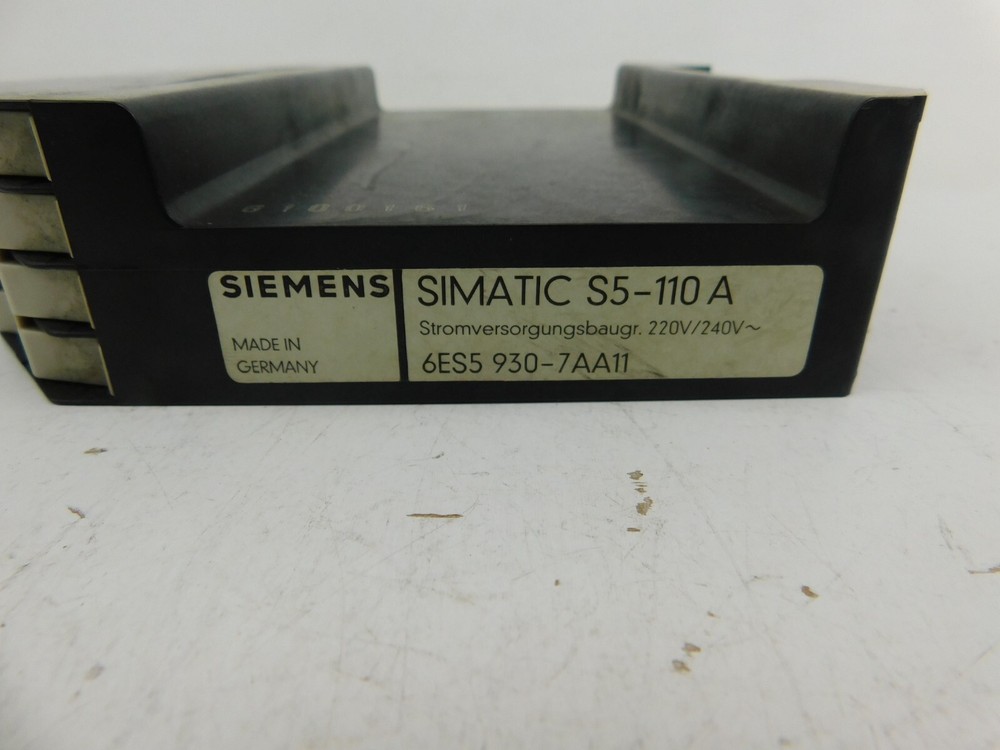 SIEMENS
MADE IN
GERMANY
SIMATIC S5-110 A
Stromversorgungsbaugr. 220V/240V~
6ES5 930-7AA11